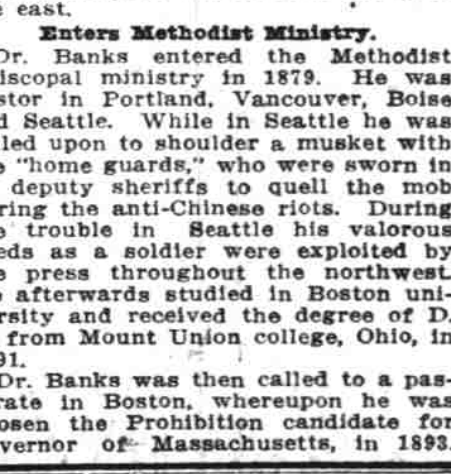 e east.
Enters Methodist Ministry.
Dr. Banks entered the Methodist
iscopal ministry in 1879. He was
stor in Portland, Vancouver, Boise
d Seattle. While in Seattle he was
lled upon to shoulder a musket with
e "home guards," who were sworn in
deputy sheriffs to quell the mob
ring the anti-Chinese riots. During
e trouble in Seattle his valorous
eds as a soldier were exploited by
e press throughout the northwest.
e afterwards studied in Boston uni-
ersity and received the degree of D.
from Mount Union college, Ohio, in
91.
Dr. Banks was then called to a pas-
rate in Boston, whereupon he was
osen the Prohibition candidate for
vernor of Massachusetts, in 1893.